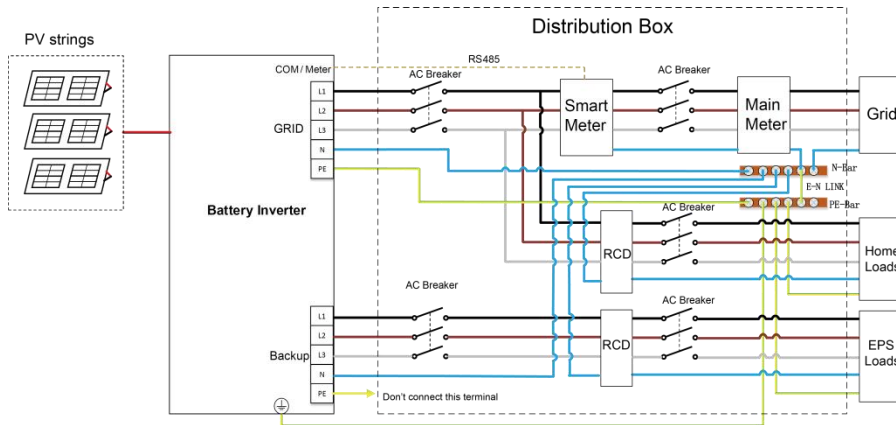 Distribution Box
PV strings
COM / Meter
RS485
AC Breaker
AC Breaker
L1
L2
L3
N
PE
GRID
Smart
Meter
Main
Meter
Grid
N-Bar
E-N LINK
PE-Bar
Battery Inverter
AC Breaker
RCD
Home
Loads
AC Breaker
AC Breaker
L1
L2
L3
N
PE
Backup
RCD
EPS
Loads
Don't connect this terminal